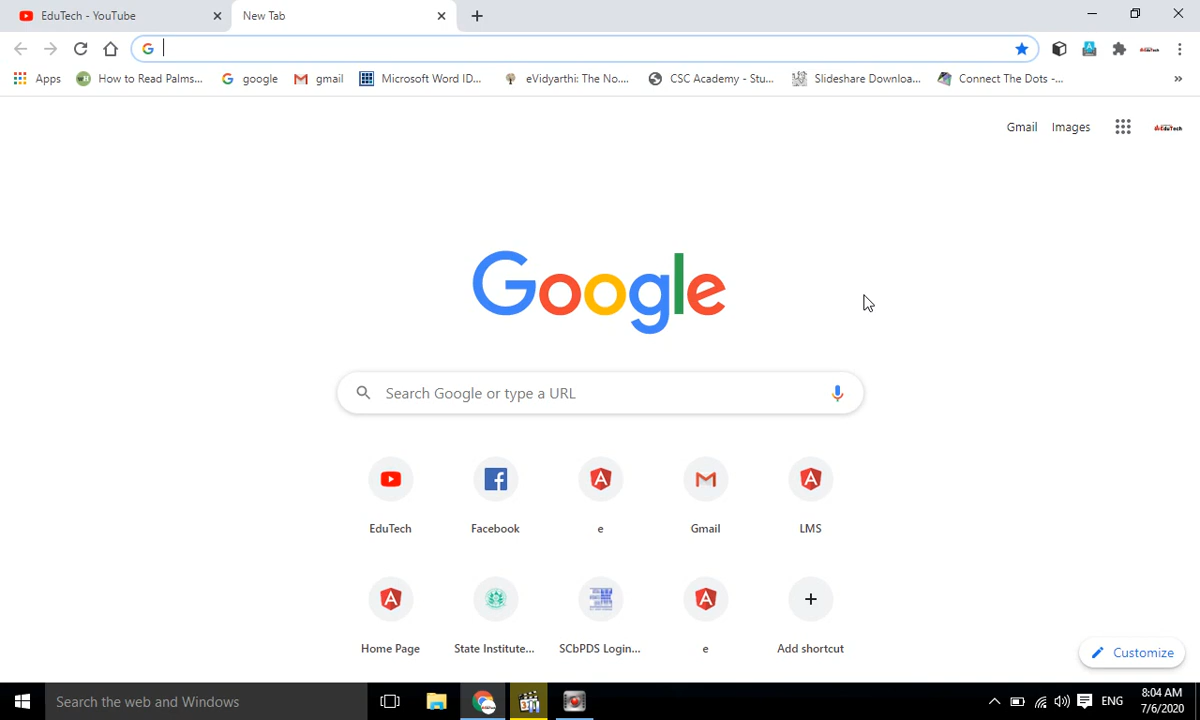 EduTech - YouTube
New Tab
Apps
How to Read Palms...
google
gmail
Microsoft Word ID...
eVidyarthi: The No....
CSC Academy - Stu...
Slideshare Downloa...
Connect The Dots -...
»
Gmail
Images
EduTech
Google
Search Google or type a URL
EduTech
Facebook
e
Gmail
LMS
Home Page
State Institute...
SCbPDS Login...
e
Add shortcut
Customize
Search the web and Windows
ENG
8:04 AM
7/6/2020